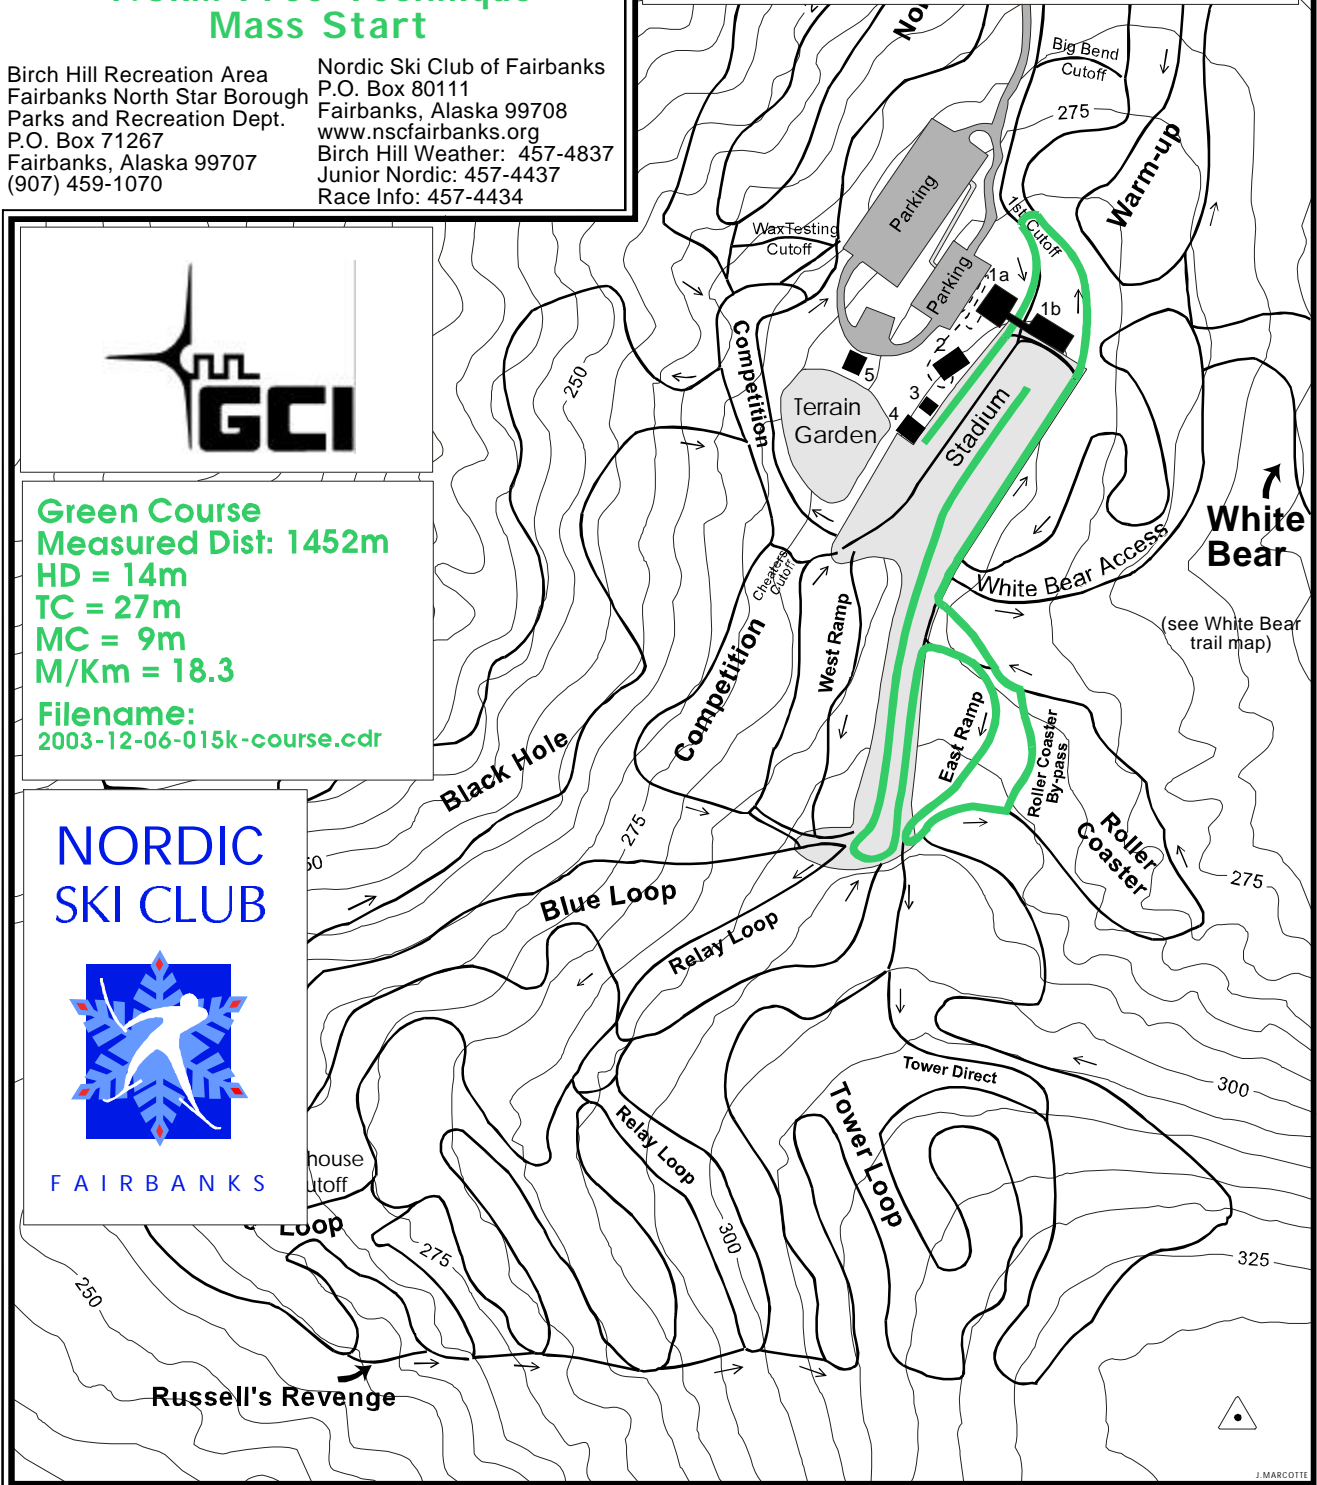 Mass Start
Birch Hill Recreation Area
Fairbanks North Star Borough
Parks and Recreation Dept.
P.O. Box 71267
Fairbanks, Alaska 99707
(907) 459-1070
Nordic Ski Club of Fairbanks
P.O. Box 80111
Fairbanks, Alaska 99708
www.nscfairbanks.org
Birch Hill Weather:  457-4837
Junior Nordic: 457-4437
Race Info: 457-4434
GCI
Green Course
Measured Dist: 1452m
HD = 14m
TC = 27m
MC =  9m
M/Km = 18.3
Filename:
2003-12-06-015k-course.cdr
NORDIC
SKI CLUB
FAIRBANKS
Big Bend
Cutoff
275
Warm-up
Parking
1st Cutoff
WaxTesting
Cutoff
Parking
1a
1b
2
3
4
5
Competition
250
Terrain
Garden
Stadium
White
Bear
White Bear Access
(see White Bear
trail map)
Cheaters
Cutoff
West Ramp
Competition
East Ramp
Roller Coaster
By-pass
Roller
Coaster
Black Hole
275
275
Blue Loop
Relay Loop
Tower Direct
300
Tower Loop
Relay Loop
house
utoff
Loop
275
300
325
250
Russell's Revenge
J.MARCOTTE